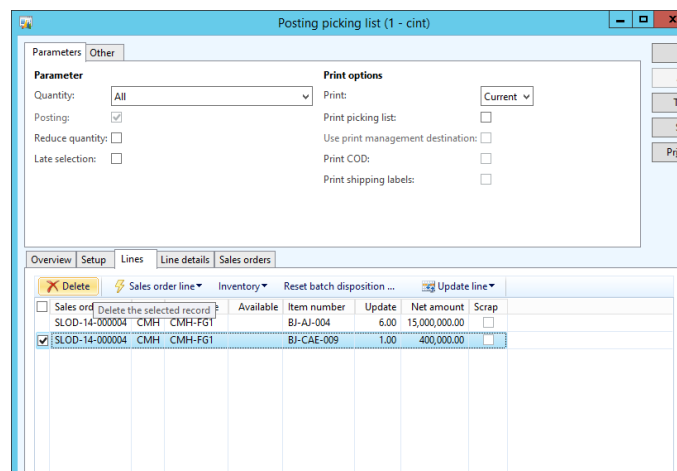 Posting picking list (1 - cint)
Parameters Other
Parameter
Quantity: All
Posting:
Reduce quantity:
Late selection:
Print options
Print: Current
Print picking list:
Use print management destination:
Print COD:
Print shipping labels:
Overview Setup Lines Line details Sales orders
Delete Sales order line Inventory Reset batch disposition ... Update line
Available Item number Update Net amount Scrap
Delete the selected record
SLOD-14-000004 CMH CMH-FG1 BJ-AJ-004 6.00 15,000,000.00
SLOD-14-000004 CMH CMH-FG1 BJ-CAE-009 1.00 400,000.00